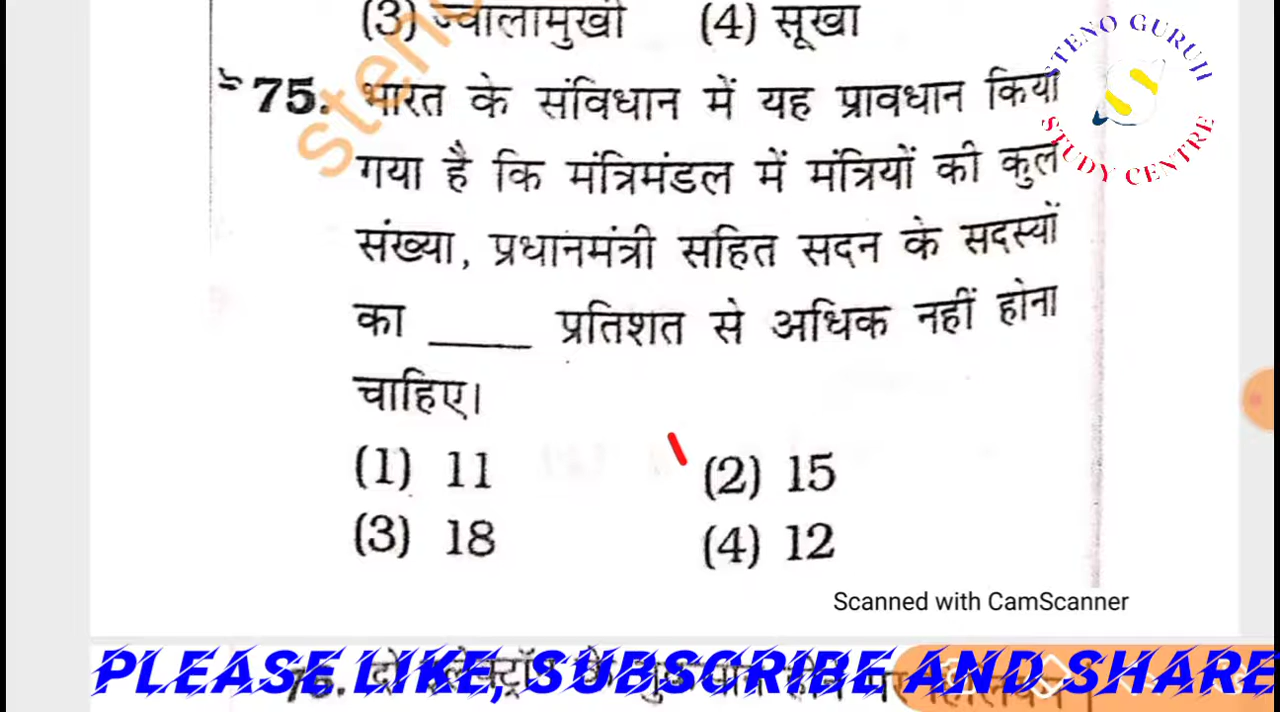 (3) ज्वालामुखी (4) सूखा
STENO GURUJI
STUDY CENTRE
75. भारत के संविधान में यह प्रावधान किया
गया है कि मंत्रिमंडल में मंत्रियों की कुल
संख्या, प्रधानमंत्री सहित सदन के सदस्यों
का ____ प्रतिशत से अधिक नहीं होना
चाहिए।
(1) 11 (2) 15
(3) 18 (4) 12
Scanned with CamScanner
PLEASE LIKE, SUBSCRIBE AND SHARE
76. दो